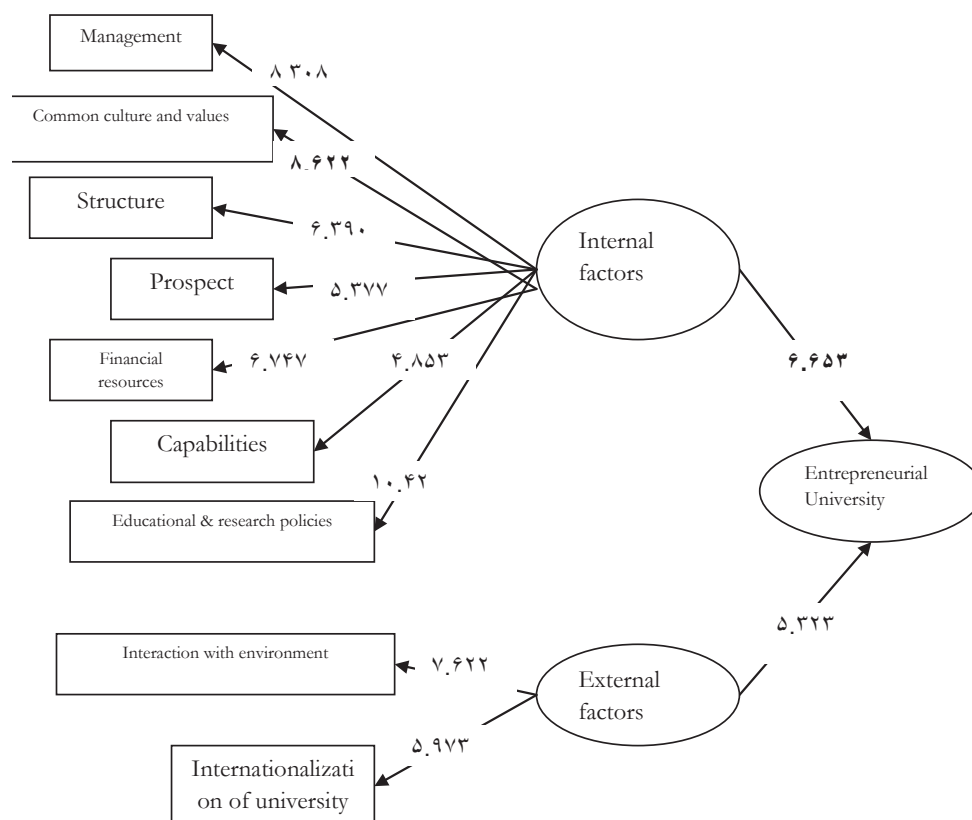 Management
۸.۳۰۸
Common culture and values
۸.۶۲۲
Structure
۶.۳۹۰
Internal
factors
Prospect
۵.۳۷۷
Financial
resources
۶.۷۴۷
۴.۸۵۳
۶.۶۵۳
Capabilities
۱۰.۴۲
Entrepreneurial
University
Educational & research policies
۵.۳۲۳
Interaction with environment
۷.۶۲۲
External
factors
۵.۹۷۳
Internationalizati
on of university